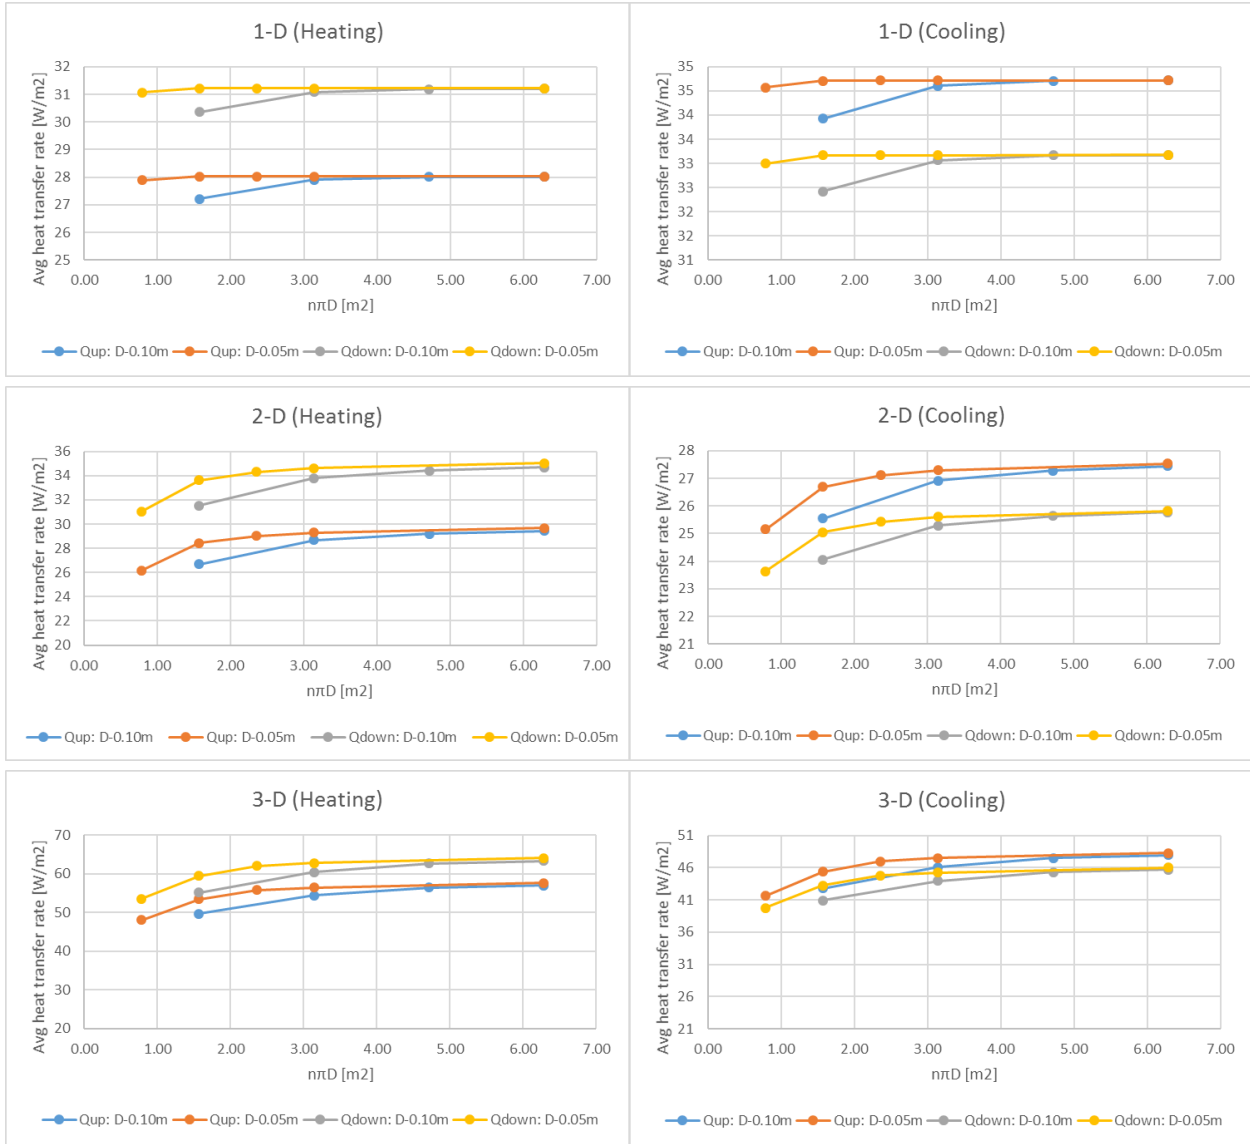 1-D (Heating)
Avg heat transfer rate [W/m2]
32
31
30
29
28
27
26
25
0.00 1.00 2.00 3.00 4.00 5.00 6.00 7.00
nπD [m2]
Qup: D-0.10m Qup: D-0.05m Qdown: D-0.10m Qdown: D-0.05m
1-D (Cooling)
Avg heat transfer rate [W/m2]
35
35
34
34
33
33
32
32
31
0.00 1.00 2.00 3.00 4.00 5.00 6.00 7.00
nπD [m2]
Qup: D-0.10m Qup: D-0.05m Qdown: D-0.10m Qdown: D-0.05m
2-D (Heating)
Avg heat transfer rate [W/m2]
36
34
32
30
28
26
24
22
20
0.00 1.00 2.00 3.00 4.00 5.00 6.00 7.00
nπD [m2]
Qup: D-0.10m Qup: D-0.05m Qdown: D-0.10m Qdown: D-0.05m
2-D (Cooling)
Avg heat transfer rate [W/m2]
28
27
26
25
24
23
22
21
0.00 1.00 2.00 3.00 4.00 5.00 6.00 7.00
nπD [m2]
Qup: D-0.10m Qup: D-0.05m Qdown: D-0.10m Qdown: D-0.05m
3-D (Heating)
Avg heat transfer rate [W/m2]
70
60
50
40
30
20
0.00 1.00 2.00 3.00 4.00 5.00 6.00 7.00
nπD [m2]
Qup: D-0.10m Qup: D-0.05m Qdown: D-0.10m Qdown: D-0.05m
3-D (Cooling)
Avg heat transfer rate [W/m2]
51
46
41
36
31
26
21
0.00 1.00 2.00 3.00 4.00 5.00 6.00 7.00
nπD [m2]
Qup: D-0.10m Qup: D-0.05m Qdown: D-0.10m Qdown: D-0.05m